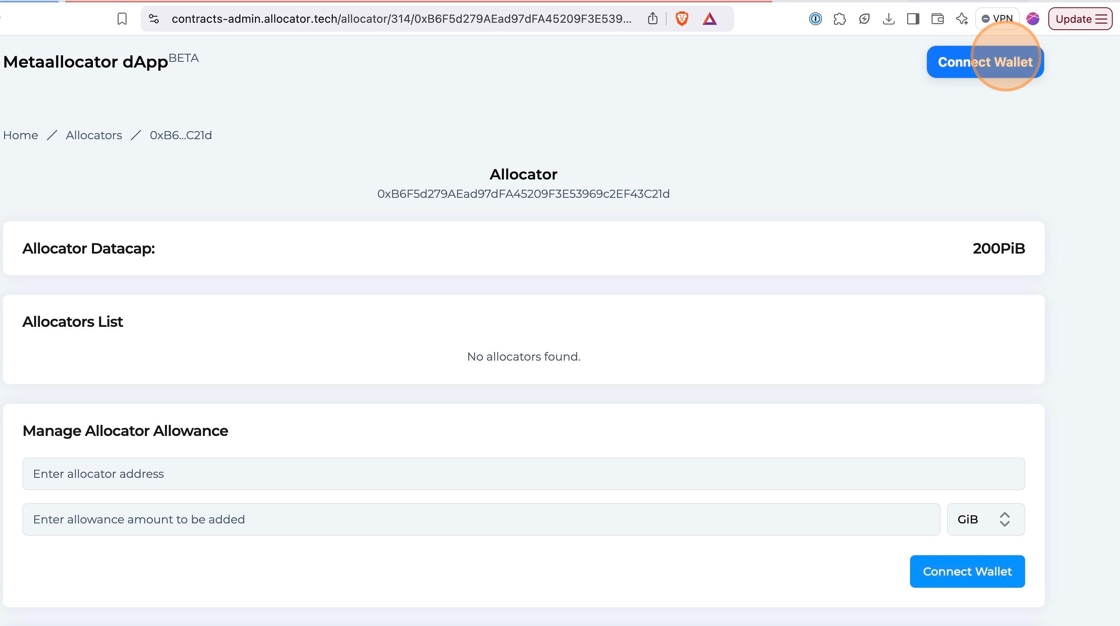 contracts-admin.allocator.tech/allocator/314/0xB6F5d279AEad97dFA45209F3E539...
VPN
Update
Metaallocator dApp BETA
Connect Wallet
Home / Allocators / 0xB6...C21d
Allocator
0xB6F5d279AEad97dFA45209F3E53969c2EF43C21d
Allocator Datacap:
200PiB
Allocators List
No allocators found.
Manage Allocator Allowance
Enter allocator address
Enter allowance amount to be added
GiB
Connect Wallet